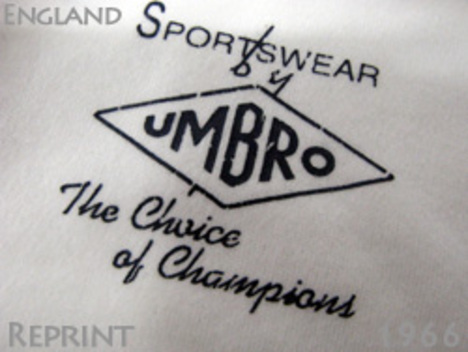 England
Sportswear
by
UMBRO
The Choice
of Champions
Reprint 1966